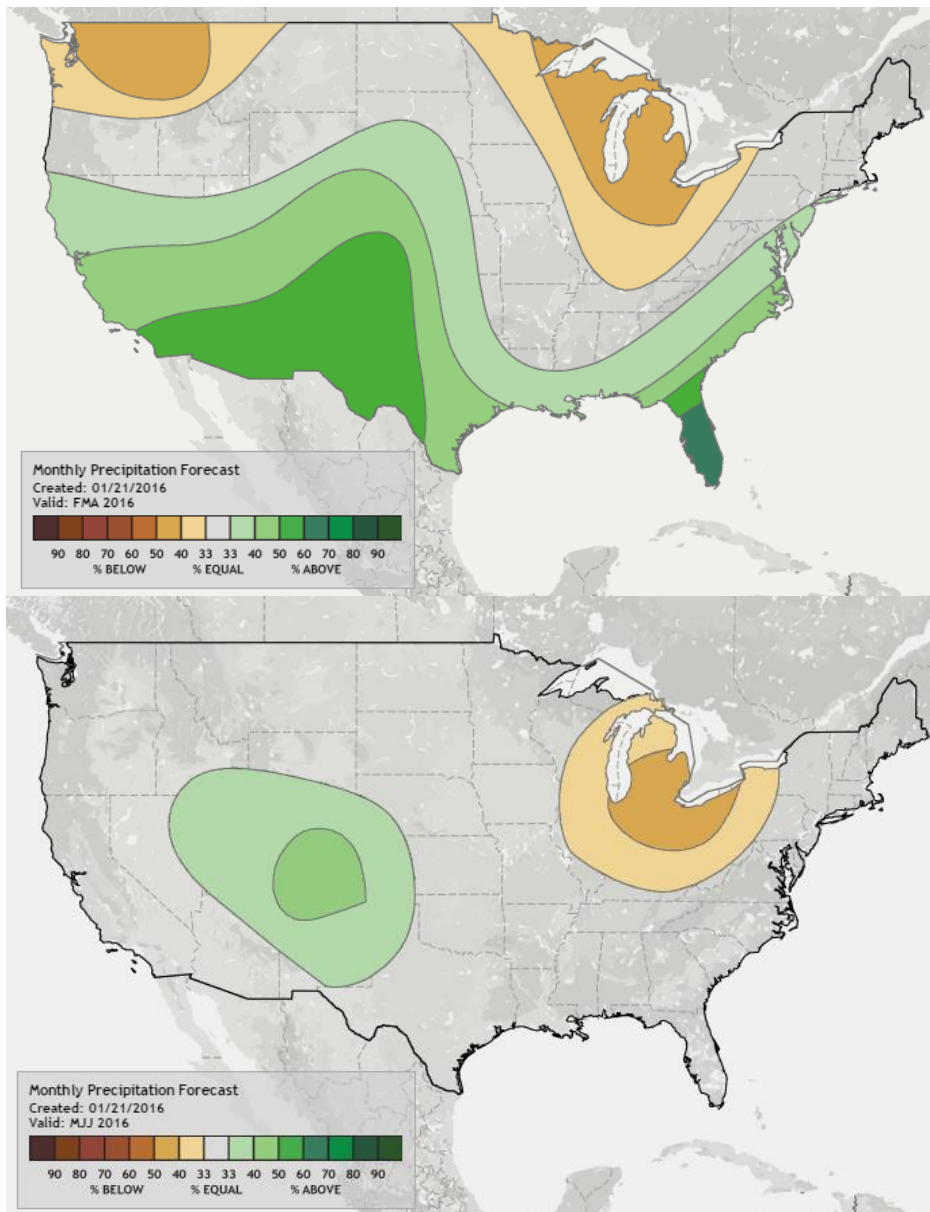 Monthly Precipitation Forecast
Created: 01/21/2016
Valid: FMA 2016
90 80 70 60 50 40 33 33 40 50 60 70 80 90
% BELOW % EQUAL % ABOVE
Monthly Precipitation Forecast
Created: 01/21/2016
Valid: MJJ 2016
90 80 70 60 50 40 33 33 40 50 60 70 80 90
% BELOW % EQUAL % ABOVE